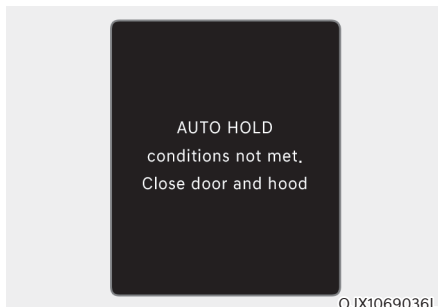 AUTO HOLD
conditions not met.
Close door and hood
OJX1069036L